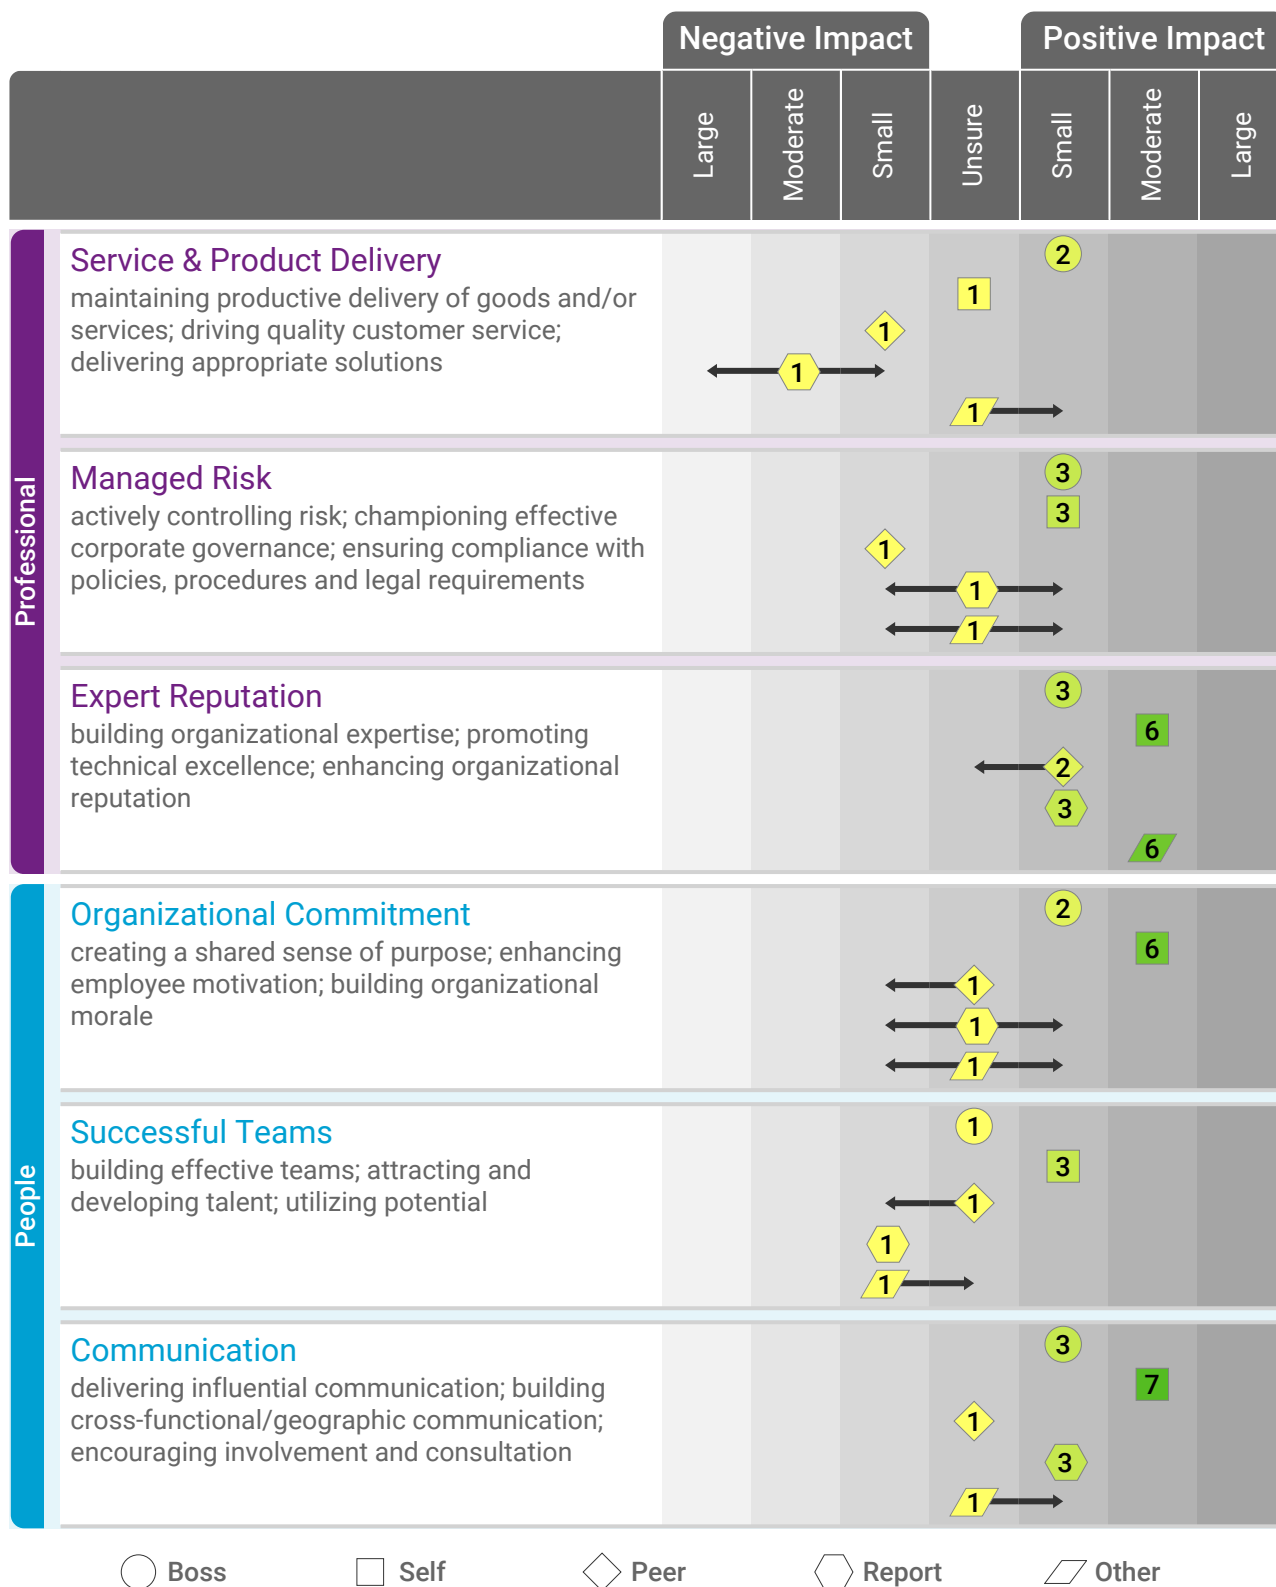 Negative Impact
Positive Impact
Large
Moderate
Small
Unsure
Small
Moderate
Large
Professional
Service & Product Delivery
maintaining productive delivery of goods and/or
services; driving quality customer service;
delivering appropriate solutions
2
1
1
1
1
Managed Risk
actively controlling risk; championing effective
corporate governance; ensuring compliance with
policies, procedures and legal requirements
3
3
1
1
1
Expert Reputation
building organizational expertise; promoting
technical excellence; enhancing organizational
reputation
3
6
2
3
6
People
Organizational Commitment
creating a shared sense of purpose; enhancing
employee motivation; building organizational
morale
2
6
1
1
1
Successful Teams
building effective teams; attracting and
developing talent; utilizing potential
1
3
1
1
1
Communication
delivering influential communication; building
cross-functional/geographic communication;
encouraging involvement and consultation
3
7
1
3
1
Boss
Self
Peer
Report
Other